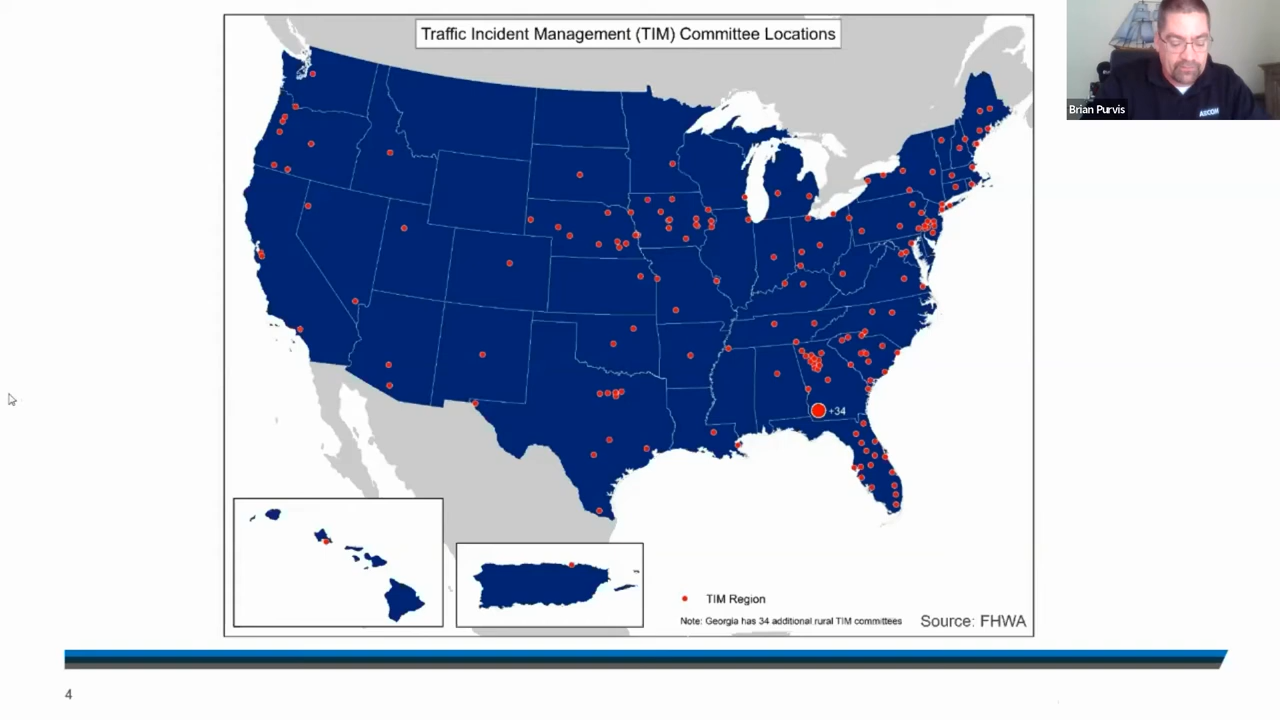 Traffic Incident Management (TIM) Committee Locations
Brian Purvis
+34
TIM Region
Note: Georgia has 34 additional rural TIM committees
Source: FHWA
4